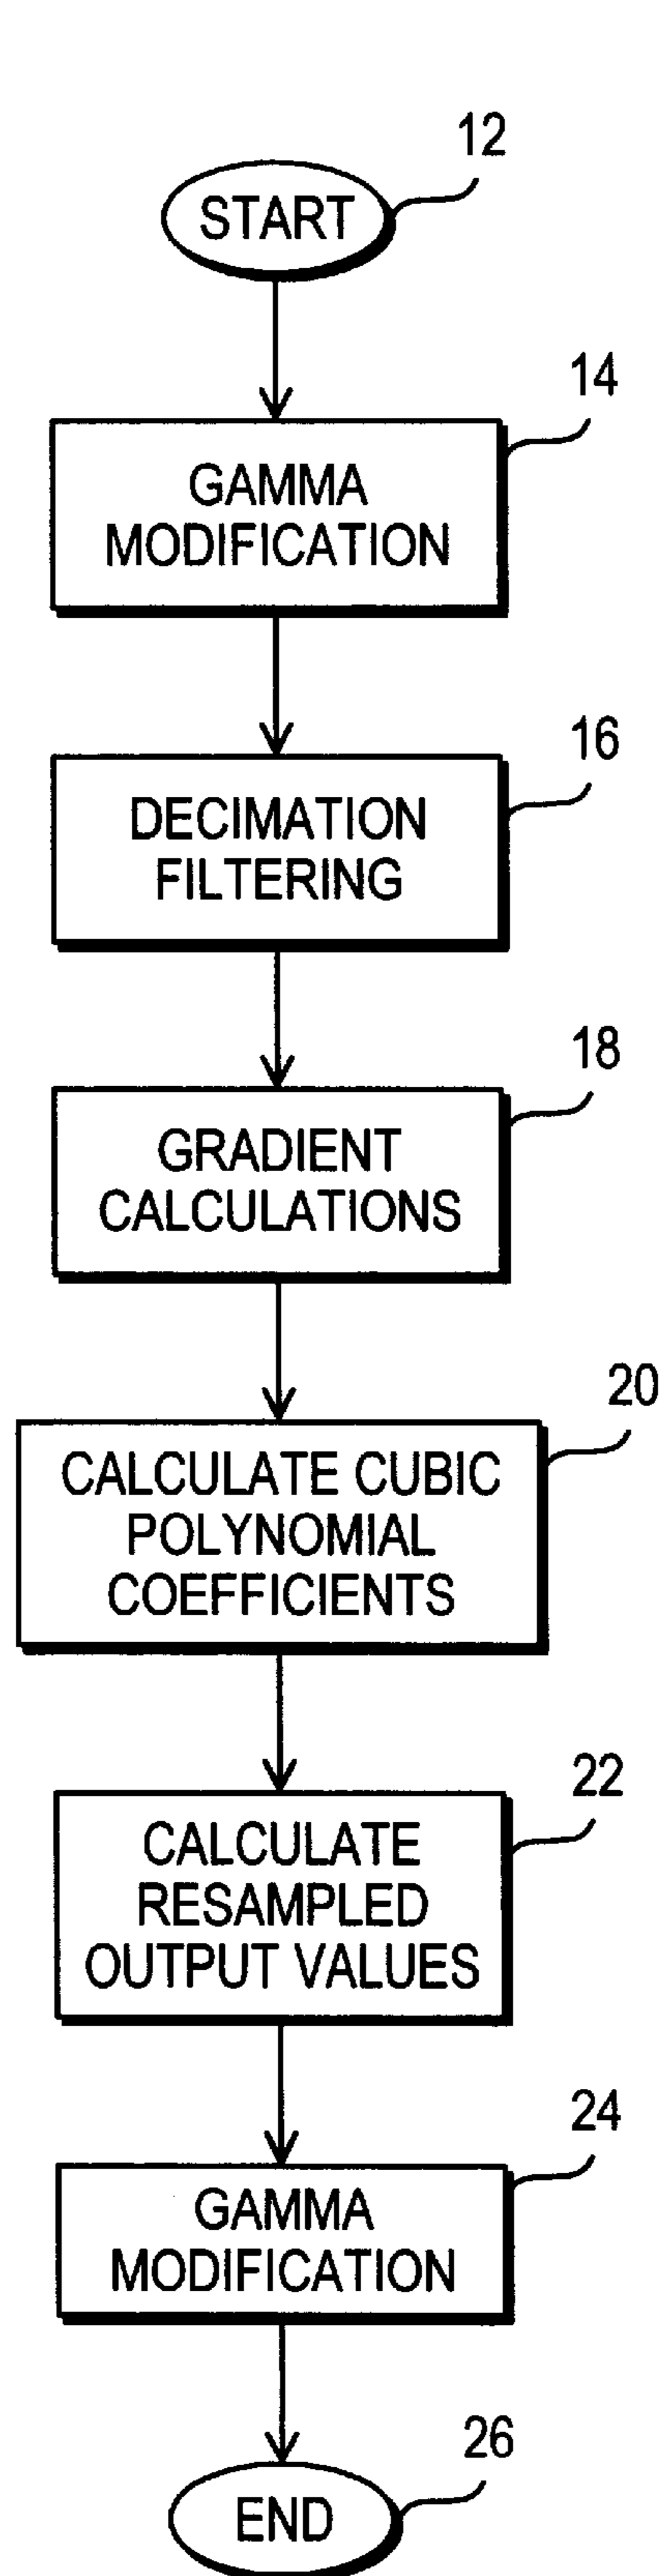 12
START
14
GAMMA
MODIFICATION
16
DECIMATION
FILTERING
18
GRADIENT
CALCULATIONS
20
CALCULATE CUBIC
POLYNOMIAL
COEFFICIENTS
22
CALCULATE
RESAMPLED
OUTPUT VALUES
24
GAMMA
MODIFICATION
26
END